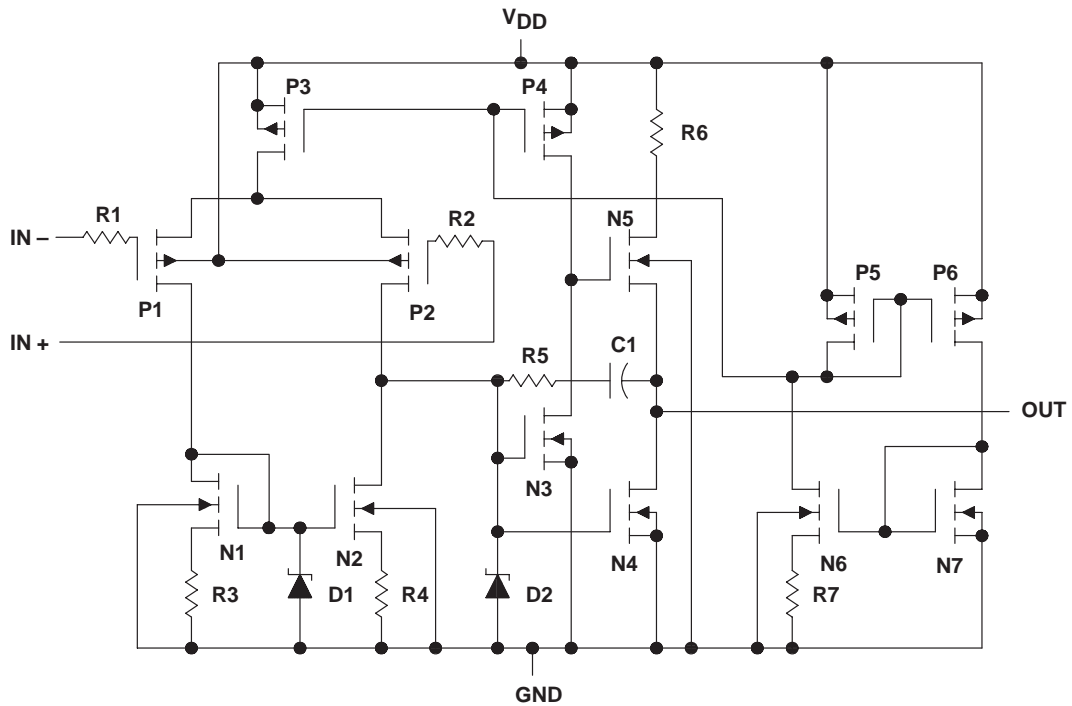 VDD
P3
P4
R6
R1
R2
N5
IN –
P5
P6
P1
P2
IN +
R5
C1
OUT
N3
N1
N2
N4
N6
N7
R3
D1
R4
D2
R7
GND